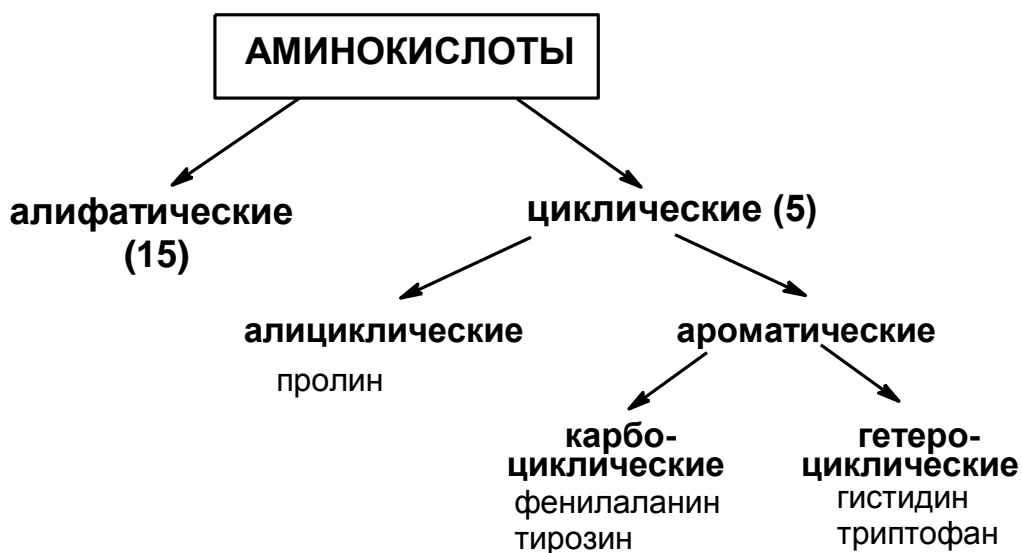 АМИНОКИСЛОТЫ
алифатические
(15)
циклические (5)
алициклические
пролин
ароматические
карбо-
циклические
фенилаланин
тирозин
гетеро-
циклические
гистидин
триптофан